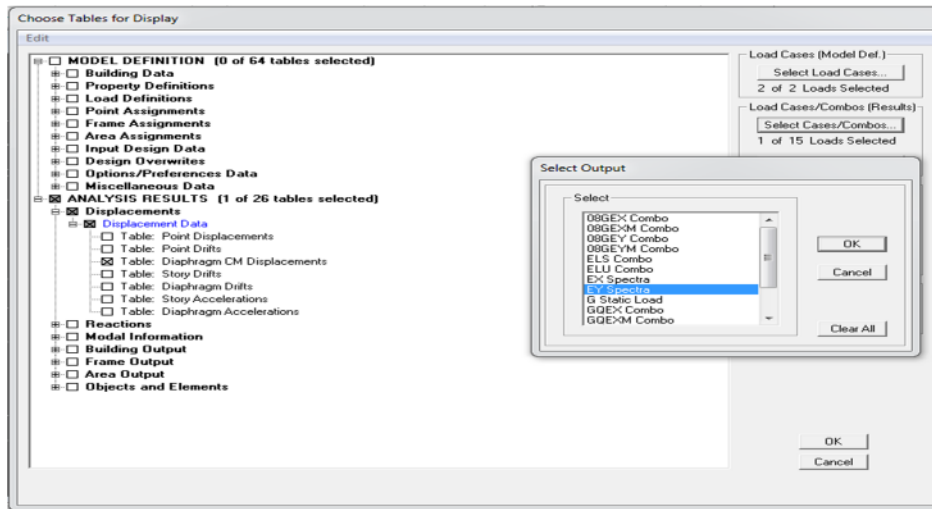 Choose Tables for Display
Edit
MODEL DEFINITION (0 of 64 tables selected)
Building Data
Property Definitions
Load Definitions
Point Assignments
Frame Assignments
Area Assignments
Input Design Data
Design Overwrites
Options/Preferences Data
Miscellaneous Data
ANALYSIS RESULTS (1 of 26 tables selected)
Displacements
Displacement Data
Table: Point Displacements
Table: Point Drifts
Table: Diaphragm CM Displacements
Table: Story Drifts
Table: Diaphragm Drifts
Table: Story Accelerations
Table: Diaphragm Accelerations
Reactions
Modal Information
Building Output
Frame Output
Area Output
Objects and Elements
Load Cases (Model Def.)
Select Load Cases...
2 of 2 Loads Selected
Load Cases/Combos (Results)
Select Cases/Combos...
1 of 15 Loads Selected
Select Output
Select
08GEX Combo
08GEXM Combo
08GEY Combo
08GEYM Combo
ELS Combo
ELU Combo
EX Spectra
EY Spectra
G Static Load
GQEX Combo
GQEXM Combo
OK
Cancel
Clear All
OK
Cancel